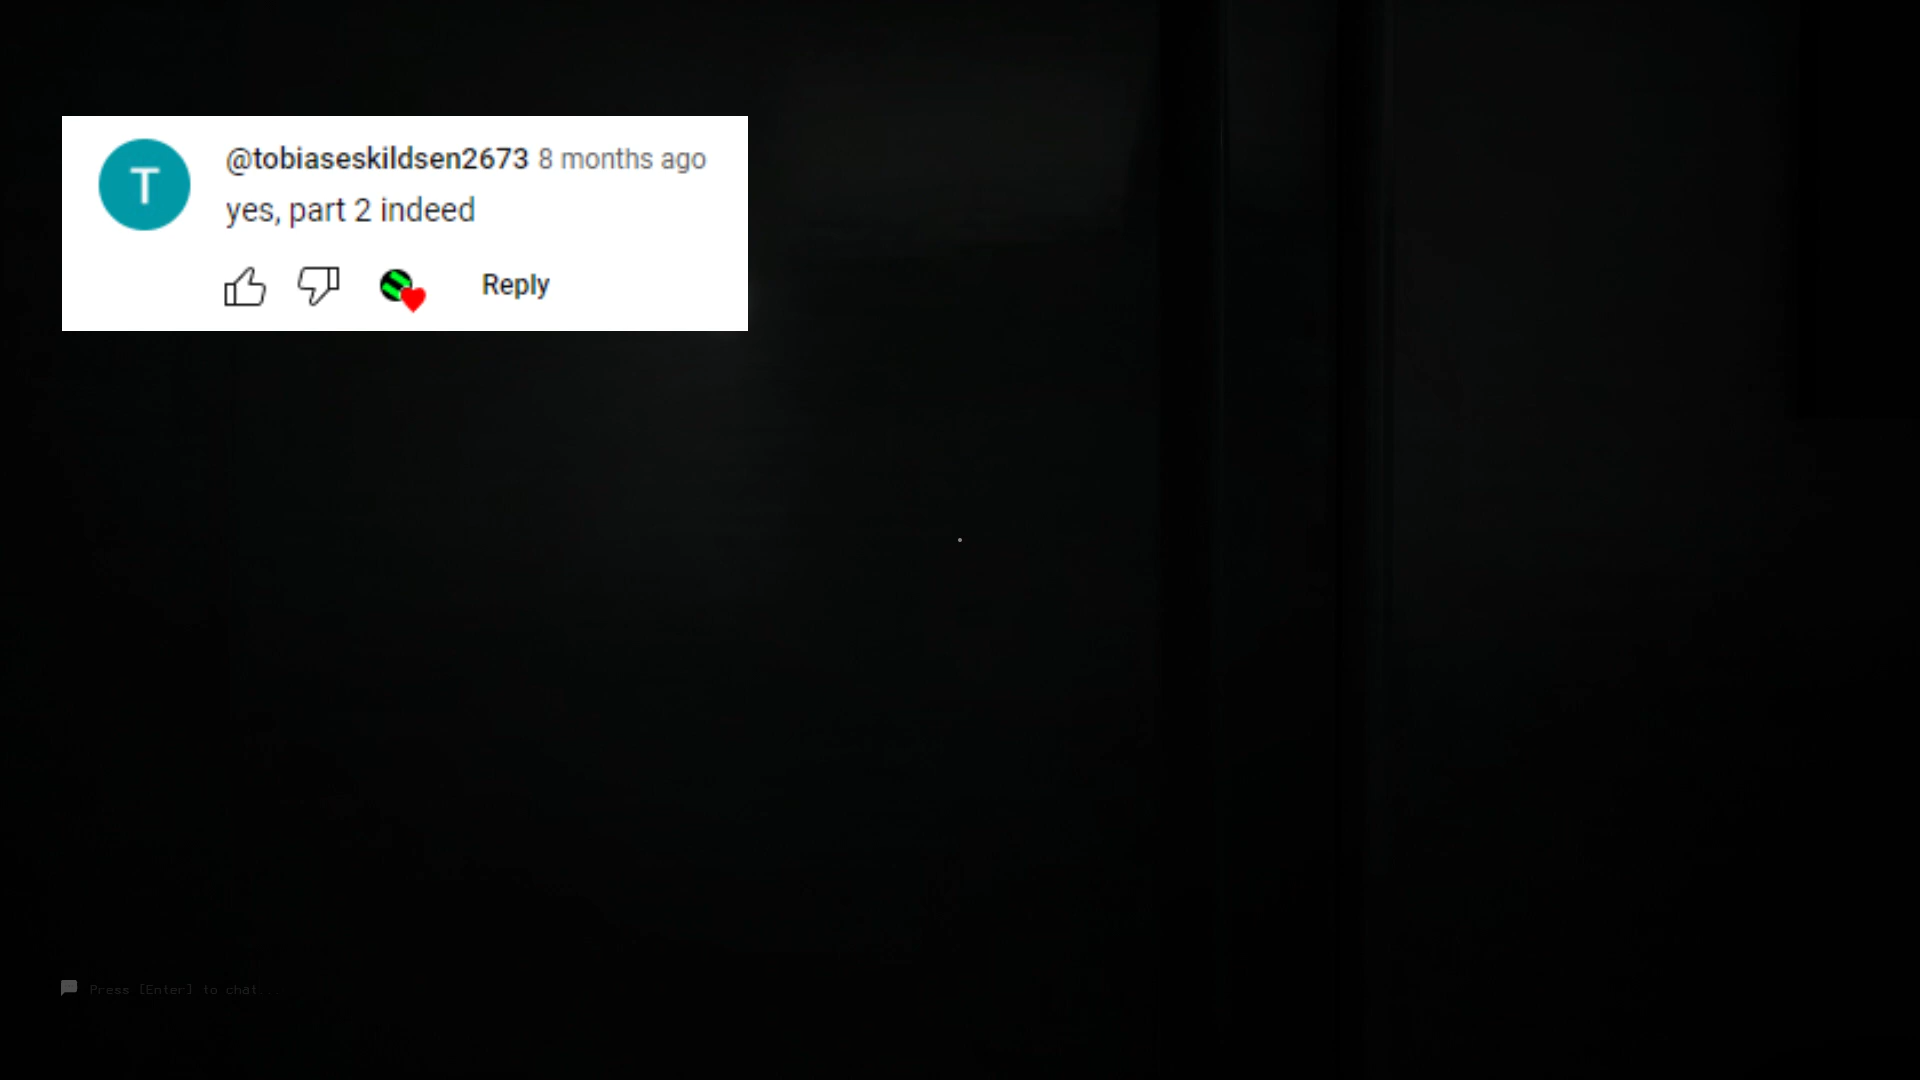 T
@tobiaseskildsen2673 8 months ago
yes, part 2 indeed
Reply
Press [Enter] to chat...